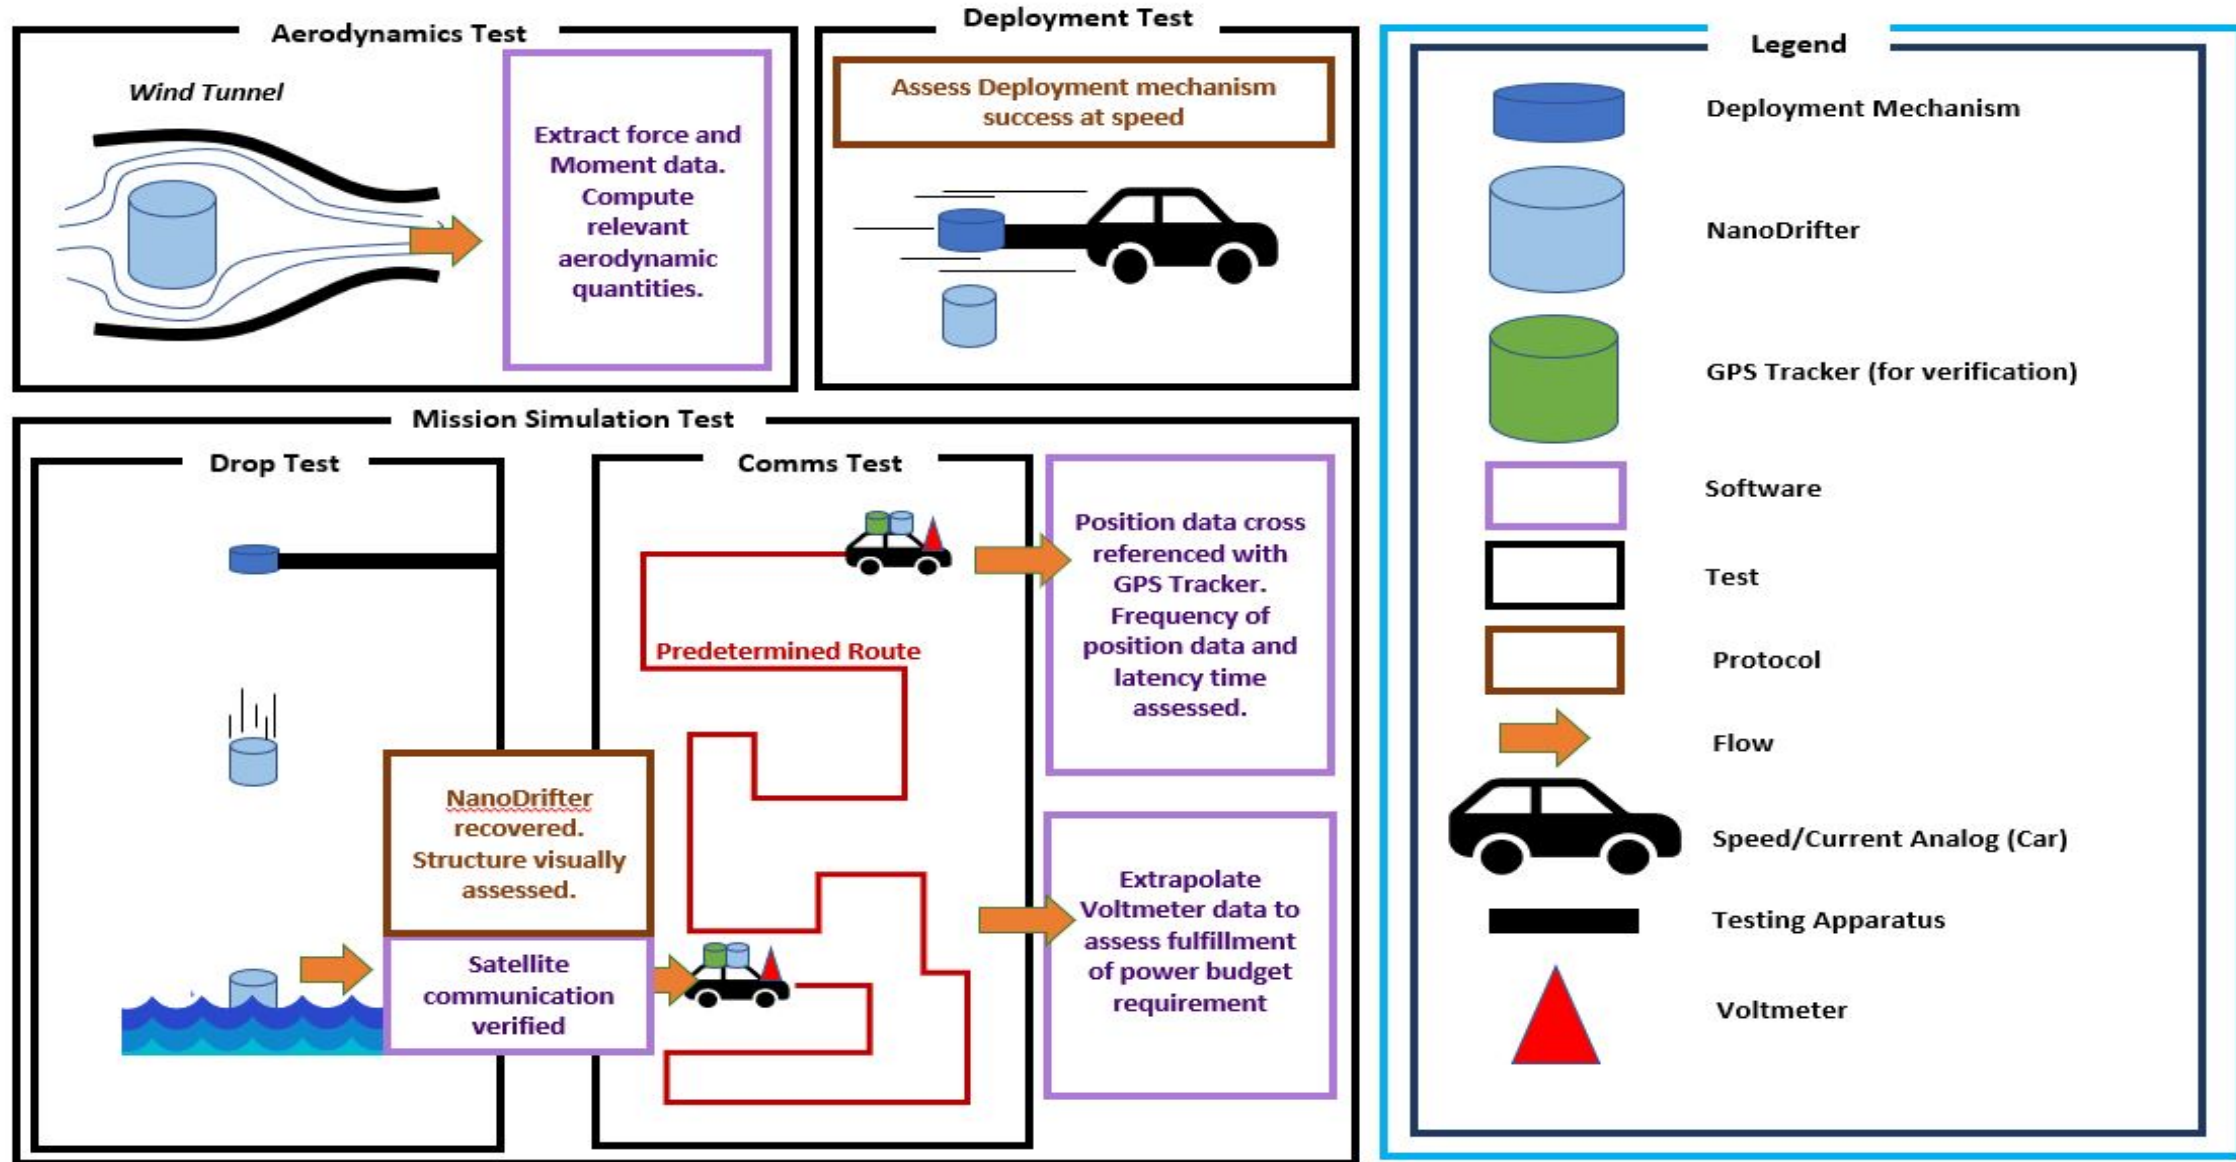 Aerodynamics Test
Wind Tunnel
Extract force and
Moment data.
Compute
relevant
aerodynamic
quantities.
Deployment Test
Assess Deployment mechanism
success at speed
Mission Simulation Test
Drop Test
NanoDrifter
recovered.
Structure visually
assessed.
Satellite
communication
verified
Comms Test
Predetermined Route
Position data cross
referenced with
GPS Tracker.
Frequency of
position data and
latency time
assessed.
Extrapolate
Voltmeter data to
assess fulfillment
of power budget
requirement
Legend
Deployment Mechanism
NanoDrifter
GPS Tracker (for verification)
Software
Test
Protocol
Flow
Speed/Current Analog (Car)
Testing Apparatus
Voltmeter